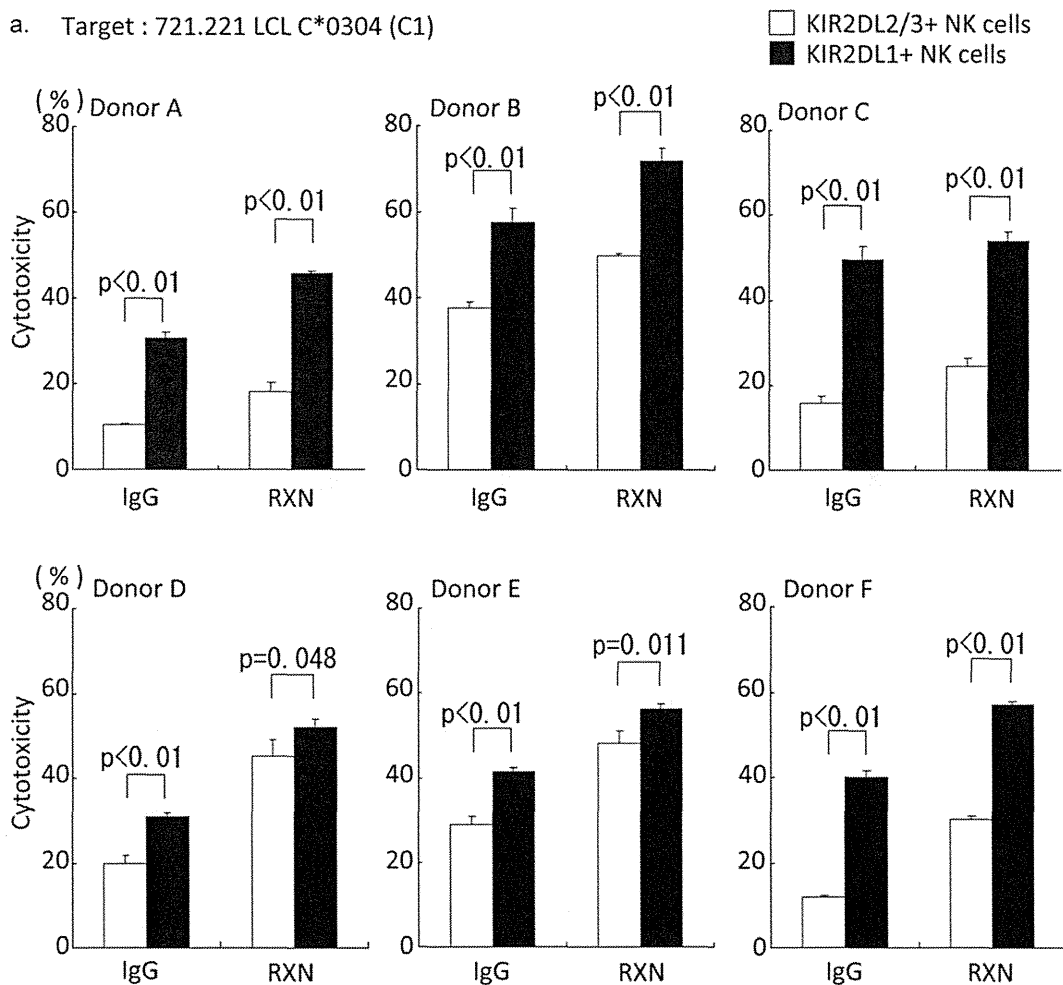 a. Target : 721.221 LCL C*0304 (C1)
KIR2DL2/3+ NK cells
KIR2DL1+ NK cells
(%) Donor A
Cytotoxicity
80
60
40
20
0
p<0.01
p<0.01
IgG RXN
Donor B
80
60
40
20
0
p<0.01
p<0.01
IgG RXN
Donor C
80
60
40
20
0
p<0.01
p<0.01
IgG RXN
(%) Donor D
Cytotoxicity
80
60
40
20
0
p<0.01
p=0.048
IgG RXN
Donor E
80
60
40
20
0
p<0.01
p=0.011
IgG RXN
Donor F
80
60
40
20
0
p<0.01
p<0.01
IgG RXN